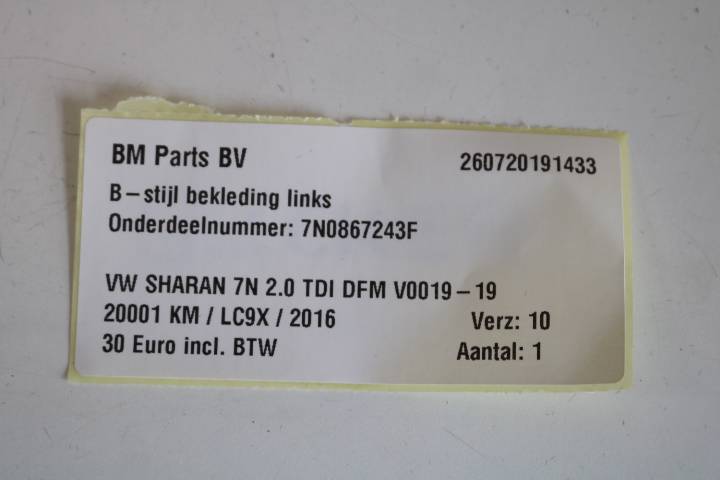 BM Parts BV 260720191433
B-stijl bekleding links
Onderdeelnummer: 7N0867243F
VW SHARAN 7N 2.0 TDI DFM V0019-19
20001 KM / LC9X / 2016 Verz: 10
30 Euro incl. BTW Aantal: 1